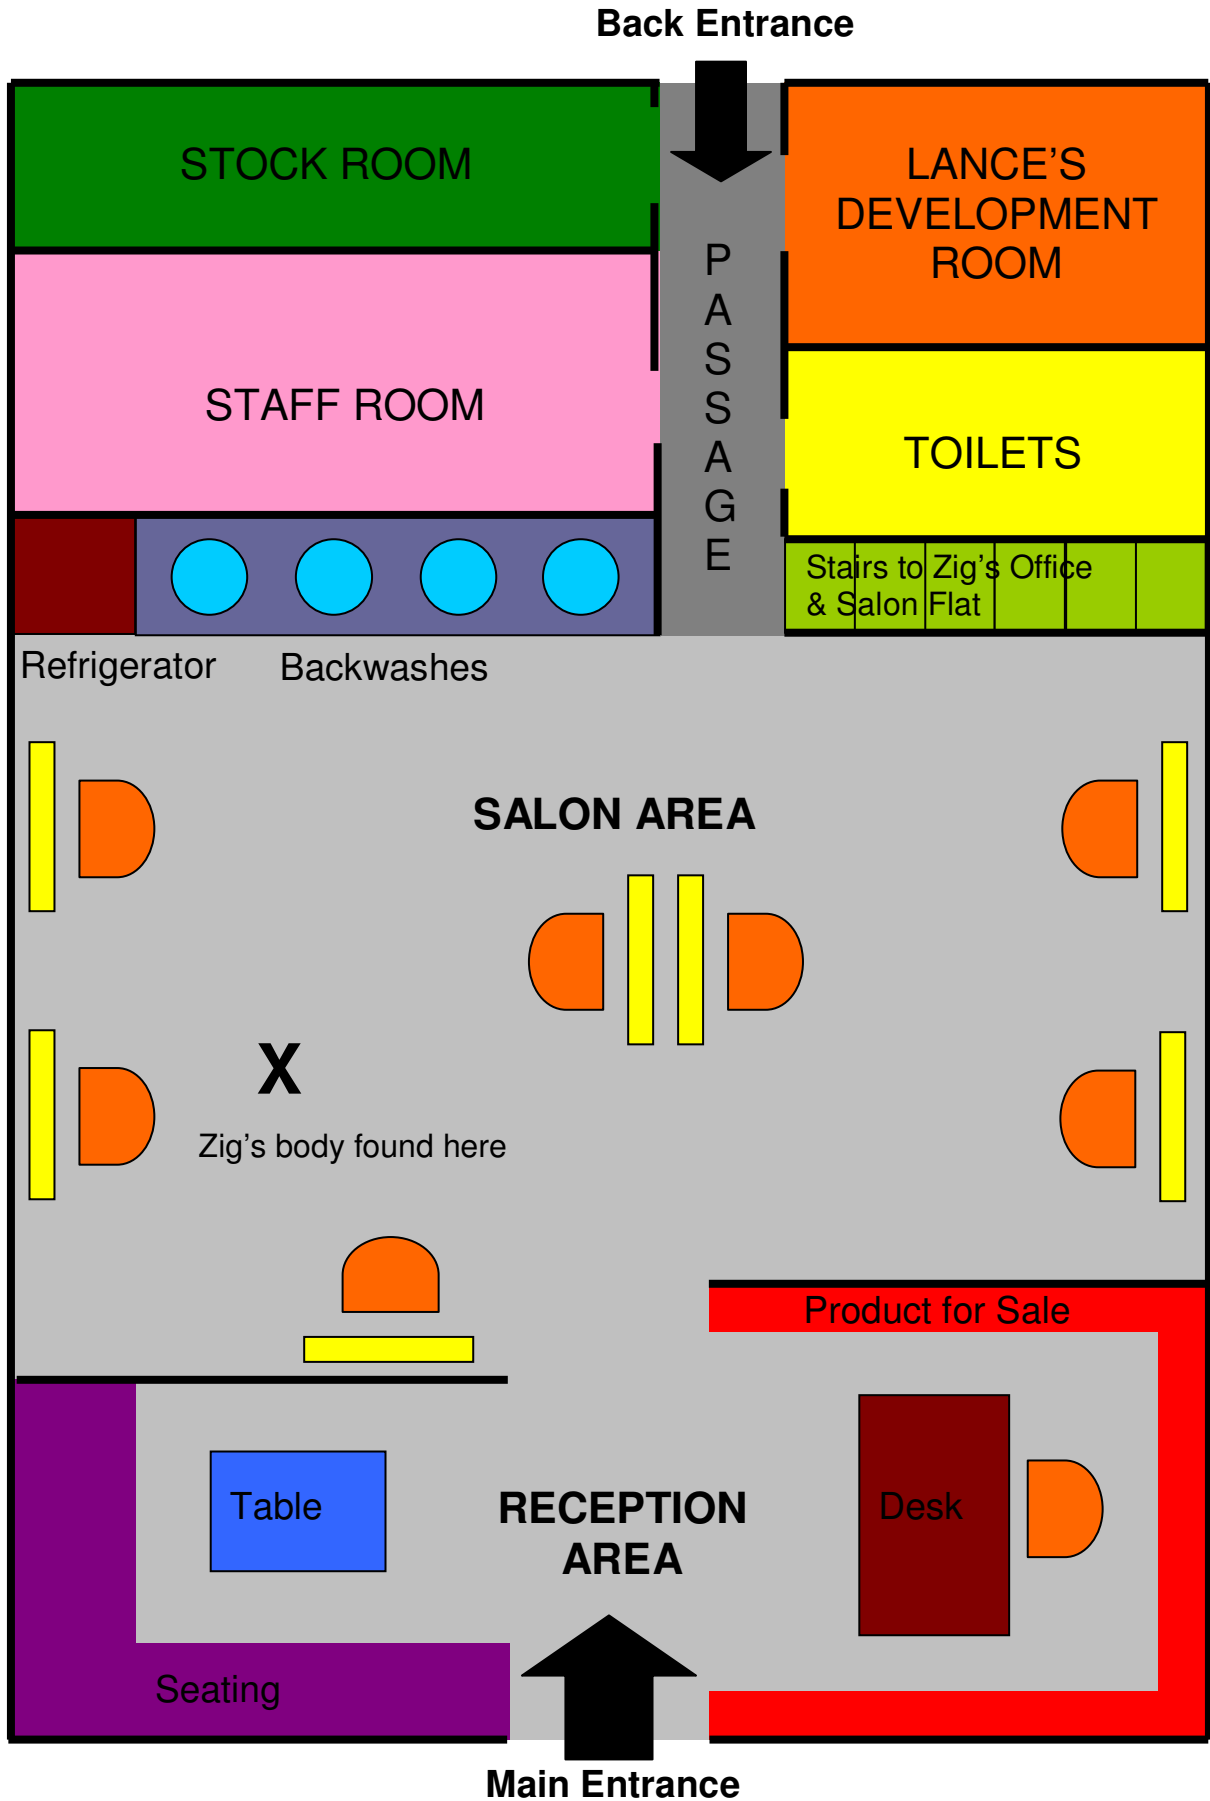 Back Entrance
STOCK ROOM
LANCE'S
DEVELOPMENT
ROOM
P
A
S
S
A
G
E
STAFF ROOM
TOILETS
Stairs to Zig's Office
& Salon Flat
Refrigerator
Backwashes
SALON AREA
X
Zig's body found here
Product for Sale
Table
RECEPTION
AREA
Desk
Seating
Main Entrance